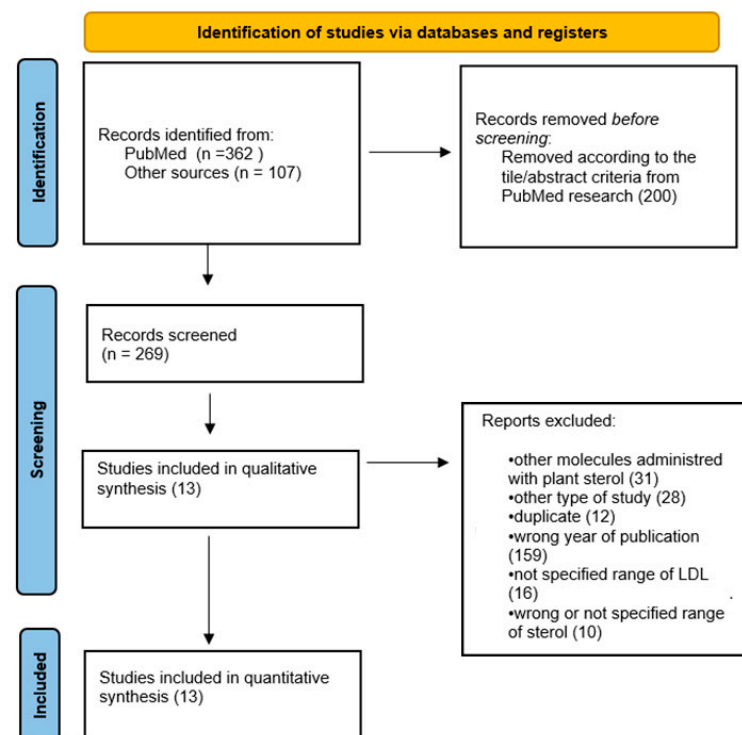 Identification of studies via databases and registers
Identification
Records identified from:
PubMed (n =362 )
Other sources (n = 107)
Records removed before
screening:
Removed according to the
tile/abstract criteria from
PubMed research (200)
Screening
Records screened
(n = 269)
Studies included in qualitative
synthesis (13)
Reports excluded:
•other molecules administred
with plant sterol (31)
•other type of study (28)
•duplicate (12)
•wrong year of publication
(159)
•not specified range of LDL
(16) .
•wrong or not specified range
of sterol (10)
Included
Studies included in quantitative
synthesis (13)